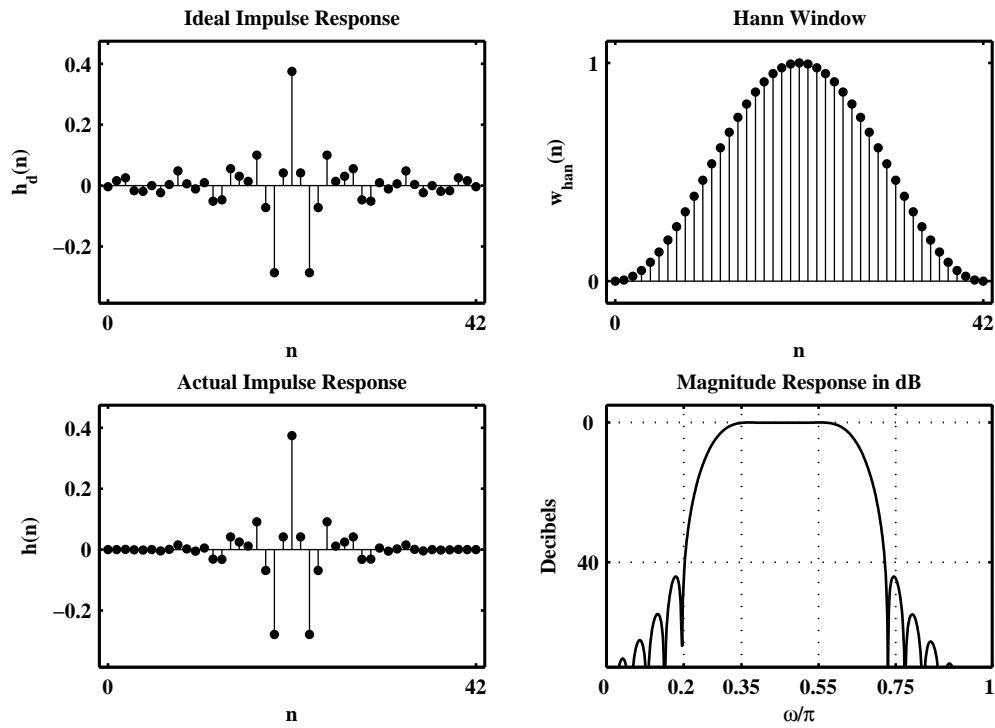 Ideal Impulse Response
0.4
0.2
0
−0.2
h_d(n)
0
42
n
Hann Window
1
0
w_han(n)
0
42
n
Actual Impulse Response
0.4
0.2
0
−0.2
h(n)
0
42
n
Magnitude Response in dB
0
40
Decibels
0
0.2
0.35
0.55
0.75
1
ω/π